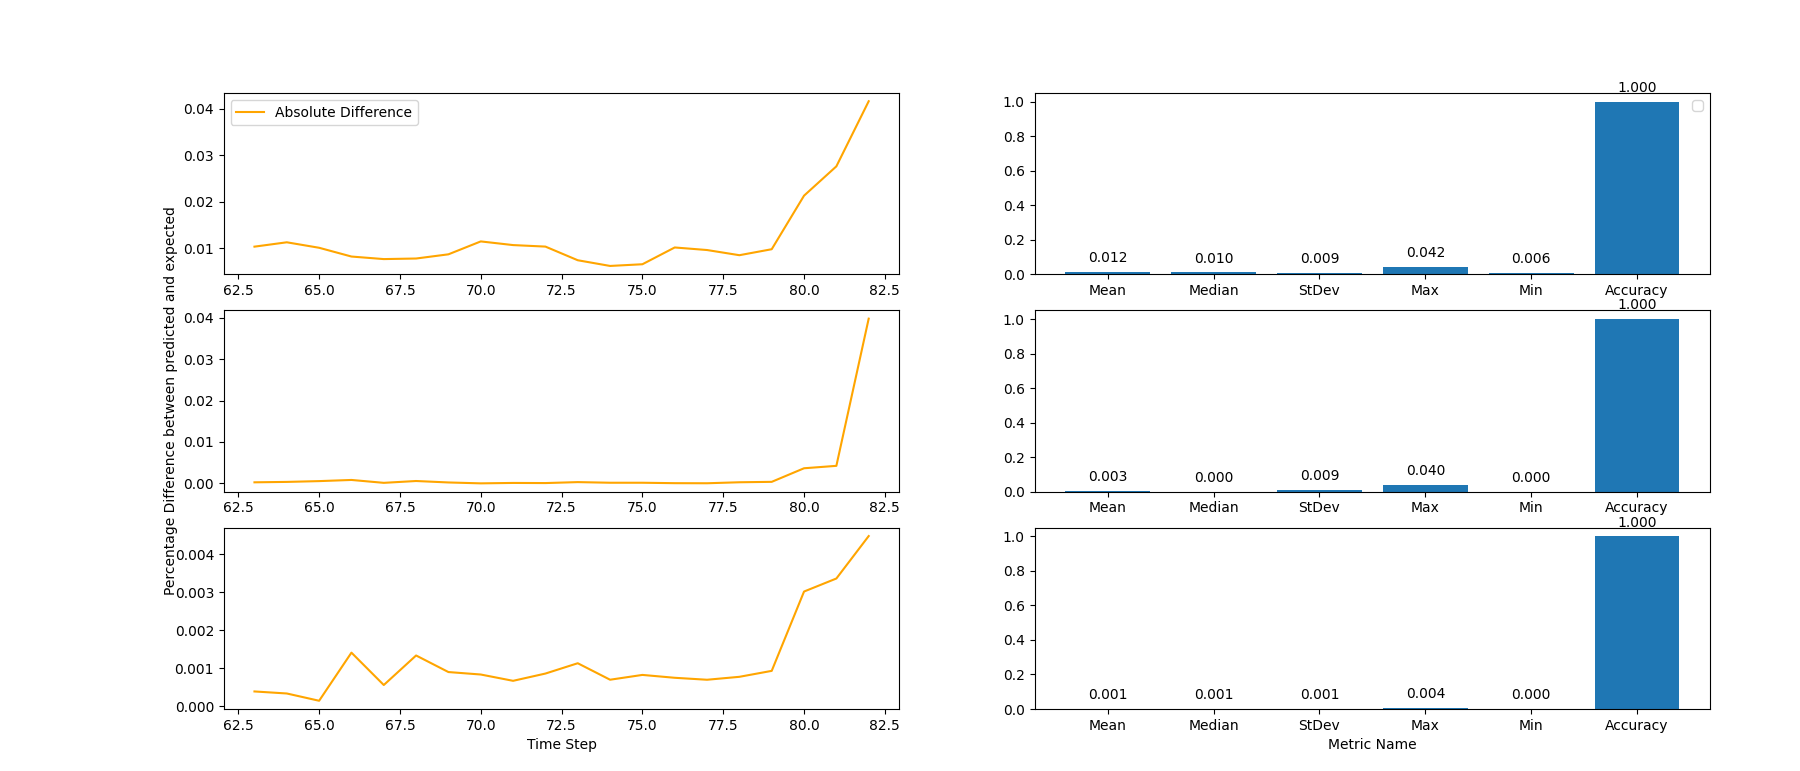 Percentage Difference between predicted and expected
Absolute Difference
0.04
0.03
0.02
0.01
62.5 65.0 67.5 70.0 72.5 75.0 77.5 80.0 82.5
0.04
0.03
0.02
0.01
0.00
62.5 65.0 67.5 70.0 72.5 75.0 77.5 80.0 82.5
0.004
0.003
0.002
0.001
0.000
62.5 65.0 67.5 70.0 72.5 75.0 77.5 80.0 82.5
Time Step
1.0
0.8
0.6
0.4
0.2
0.0
0.012 0.010 0.009 0.042 0.006 1.000
Mean Median StDev Max Min Accuracy
1.0
0.8
0.6
0.4
0.2
0.0
0.003 0.000 0.009 0.040 0.000 1.000
Mean Median StDev Max Min Accuracy
1.0
0.8
0.6
0.4
0.2
0.0
0.001 0.001 0.001 0.004 0.000 1.000
Mean Median StDev Max Min Accuracy
Metric Name